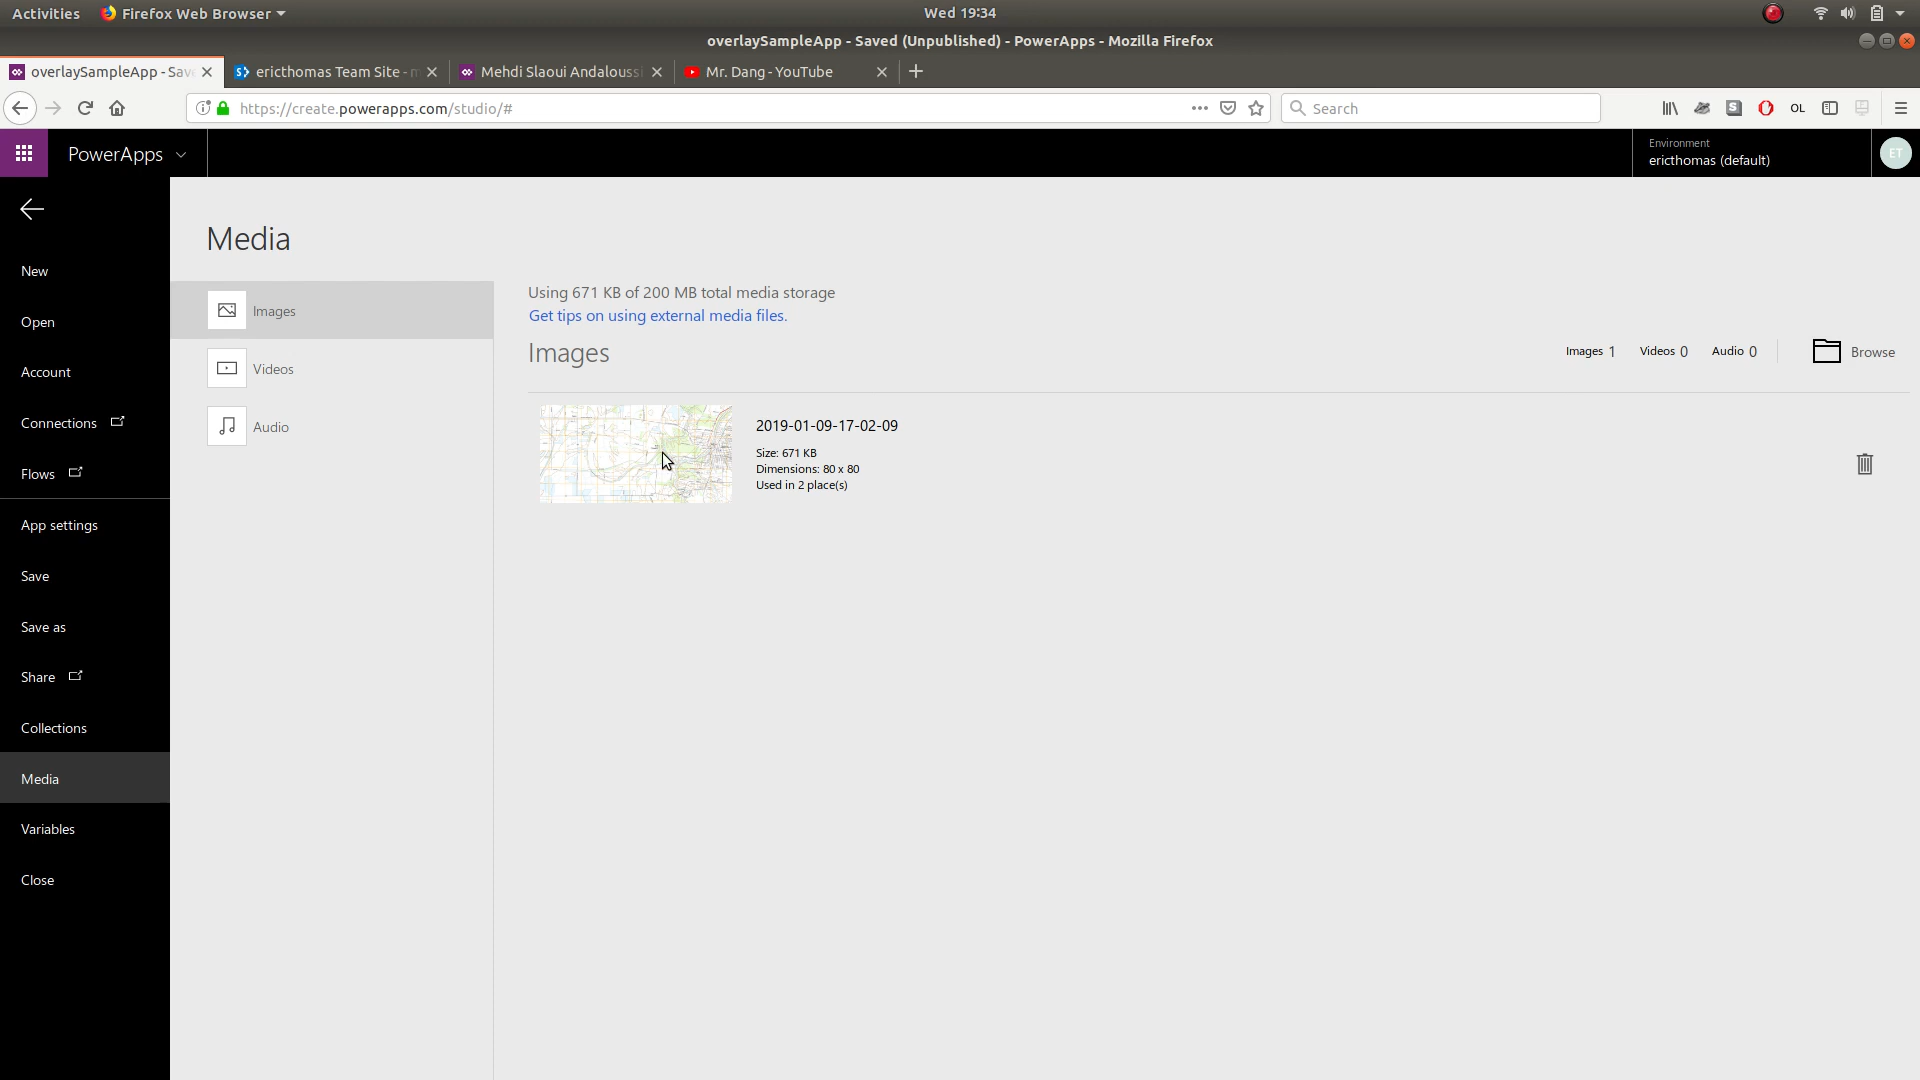 Activities Firefox Web Browser Wed 19:34
overlaySampleApp - Saved (Unpublished) - PowerApps - Mozilla Firefox
overlaySampleApp - Save ericthomas Team Site - m Mehdi Slaoui Andaloussi Mr. Dang - YouTube
https://create.powerapps.com/studio/# Search OL
PowerApps
Environment
ericthomas (default)
ET
Media
New
Open
Account
Connections
Flows
App settings
Save
Save as
Share
Collections
Media
Variables
Close
Images
Videos
Audio
Using 671 KB of 200 MB total media storage
Get tips on using external media files.
Images
Images 1 Videos 0 Audio 0 Browse
2019-01-09-17-02-09
Size: 671 KB
Dimensions: 80 x 80
Used in 2 place(s)